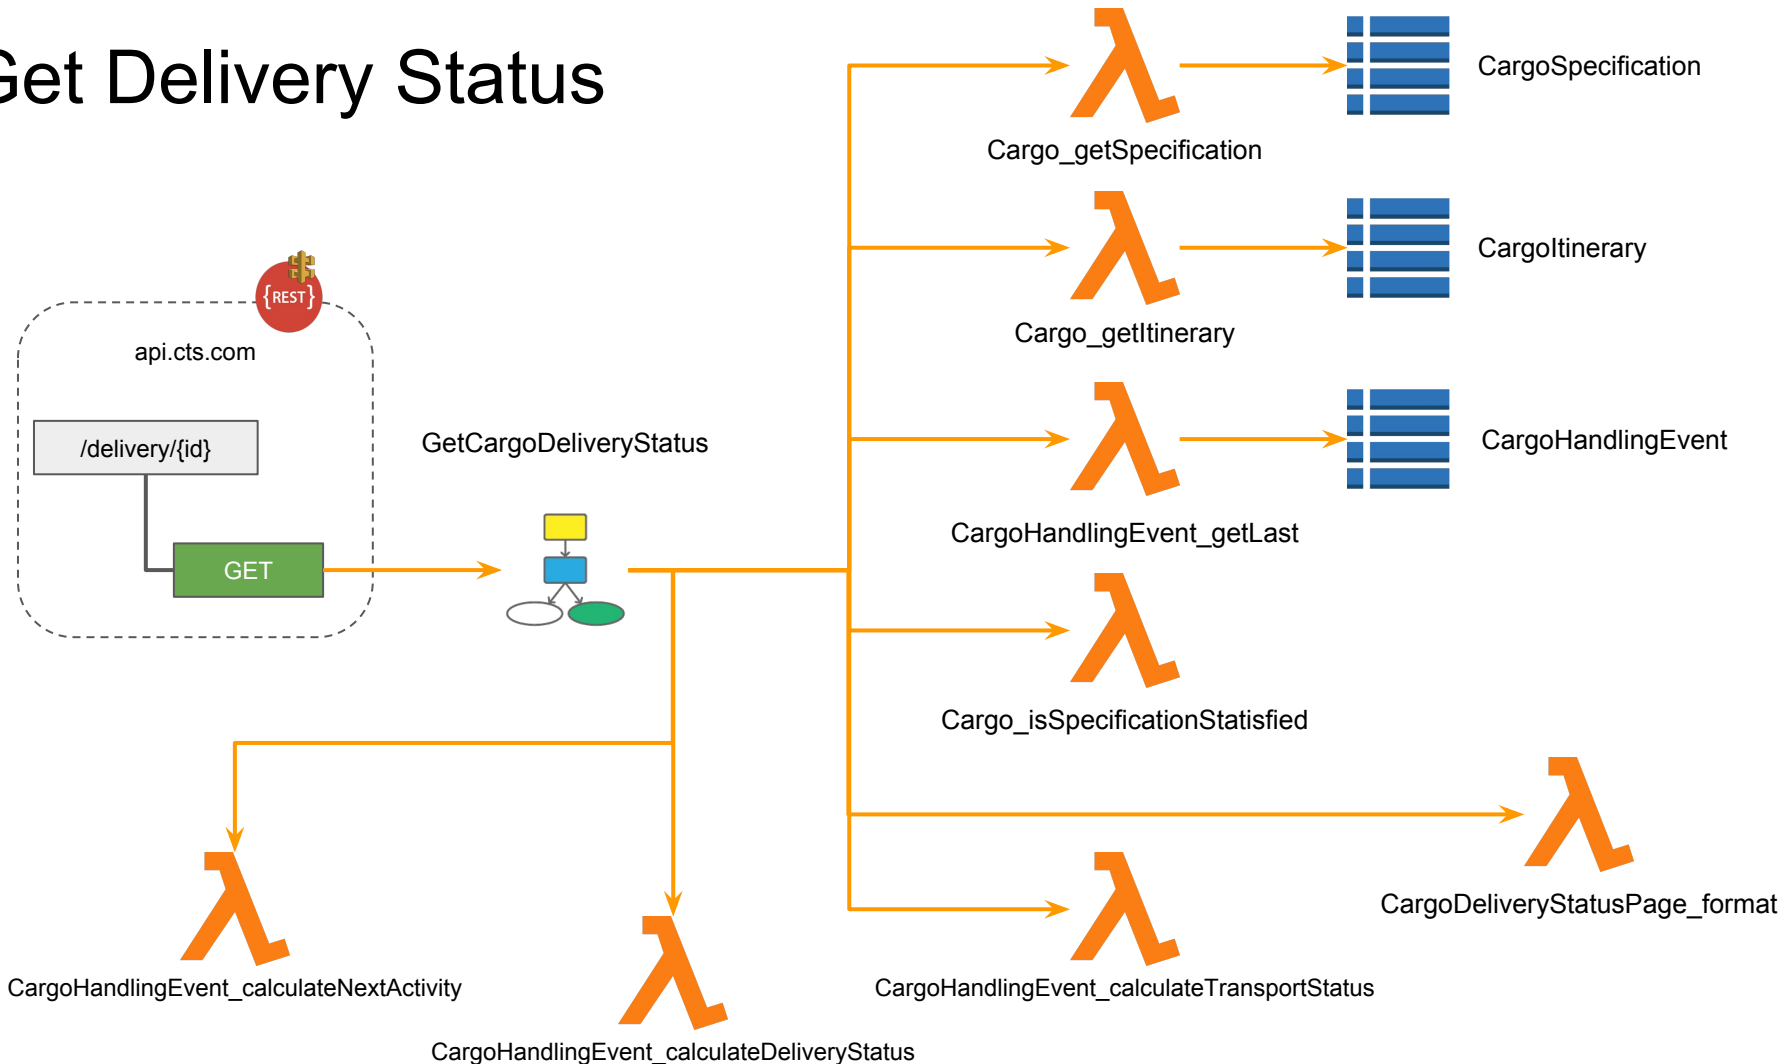 Get Delivery Status
CargoSpecification
Cargo_getSpecification
CargoItinerary
Cargo_getItinerary
{REST}
api.cts.com
/delivery/{id}
GET
GetCargoDeliveryStatus
CargoHandlingEvent
CargoHandlingEvent_getLast
Cargo_isSpecificationStatisfied
CargoDeliveryStatusPage_format
CargoHandlingEvent_calculateNextActivity
CargoHandlingEvent_calculateTransportStatus
CargoHandlingEvent_calculateDeliveryStatus